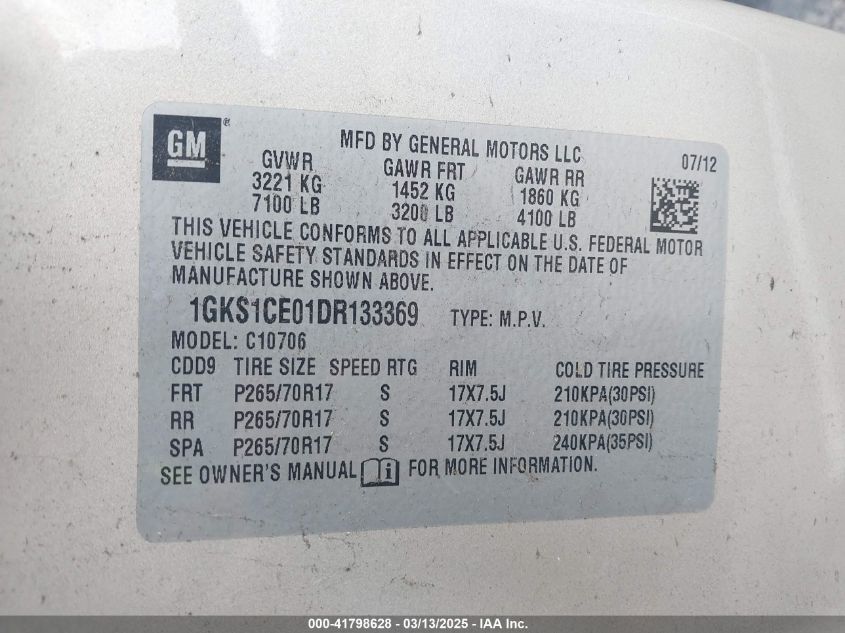 GM®
MFD BY GENERAL MOTORS LLC
07/12
GVWR GAWR FRT GAWR RR
3221 KG 1452 KG 1860 KG
7100 LB 3200 LB 4100 LB
THIS VEHICLE CONFORMS TO ALL APPLICABLE U.S. FEDERAL MOTOR
VEHICLE SAFETY STANDARDS IN EFFECT ON THE DATE OF
MANUFACTURE SHOWN ABOVE.
1GKS1CE01DR133369 TYPE: M.P.V.
MODEL: C10706
CDD9 TIRE SIZE SPEED RTG RIM COLD TIRE PRESSURE
FRT P265/70R17 S 17X7.5J 210KPA(30PSI)
RR P265/70R17 S 17X7.5J 210KPA(30PSI)
SPA P265/70R17 S 17X7.5J 240KPA(35PSI)
SEE OWNER'S MANUAL i FOR MORE INFORMATION.
000-41798628 - 03/13/2025 - IAA Inc.